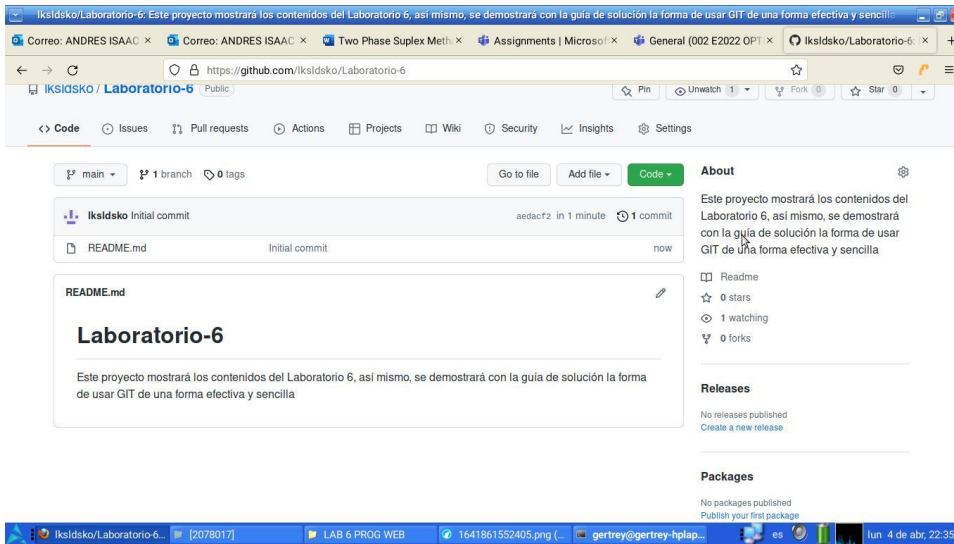 Iksldsko/Laboratorio-6: Este proyecto mostrará los contenidos del Laboratorio 6, así mismo, se demostrará con la guía de solución la forma de usar GIT de una forma efectiva y sencilla
Correo: ANDRES ISAAC
Correo: ANDRES ISAAC
Two Phase Suplex Meth
Assignments | Microsof
General (002 E2022 OPT
Iksldsko/Laboratorio-6:
https://github.com/Iksldsko/Laboratorio-6
Iksldsko / Laboratorio-6 Public
Pin
Unwatch 1
Fork 0
Star 0
Code
Issues
Pull requests
Actions
Projects
Wiki
Security
Insights
Settings
main
1 branch
0 tags
Go to file
Add file
Code
Iksldsko Initial commit
aedacf2 in 1 minute
1 commit
README.md
Initial commit
now
README.md
Laboratorio-6
Este proyecto mostrará los contenidos del Laboratorio 6, así mismo, se demostrará con la guía de solución la forma
de usar GIT de una forma efectiva y sencilla
About
Este proyecto mostrará los contenidos del
Laboratorio 6, así mismo, se demostrará
con la guía de solución la forma de usar
GIT de una forma efectiva y sencilla
Readme
0 stars
1 watching
0 forks
Releases
No releases published
Create a new release
Packages
No packages published
Publish your first package
Iksldsko/Laboratorio-6...
[2078017]
LAB 6 PROG WEB
1641861552405.png (...
gertrey@gertrey-hplap...
es
lun 4 de abr, 22:35